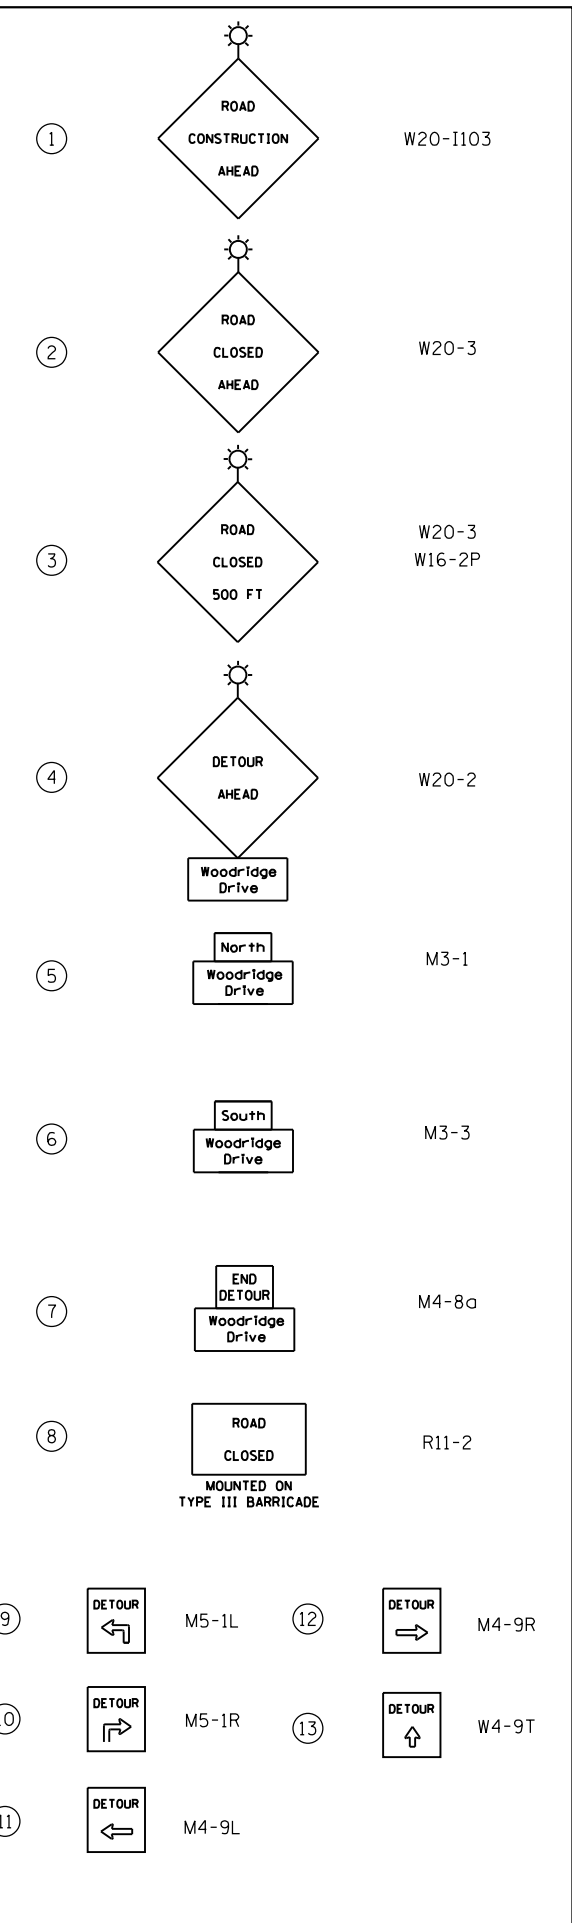 1
ROAD
CONSTRUCTION
AHEAD
W20-I103
2
ROAD
CLOSED
AHEAD
W20-3
3
ROAD
CLOSED
500 FT
W20-3
W16-2P
4
DETOUR
AHEAD
Woodridge
Drive
W20-2
5
North
Woodridge
Drive
M3-1
6
South
Woodridge
Drive
M3-3
7
END
DETOUR
Woodridge
Drive
M4-8a
8
ROAD
CLOSED
MOUNTED ON
TYPE III BARRICADE
R11-2
9
DETOUR
M5-1L
12
DETOUR
M4-9R
10
DETOUR
M5-1R
13
DETOUR
W4-9T
11
DETOUR
M4-9L